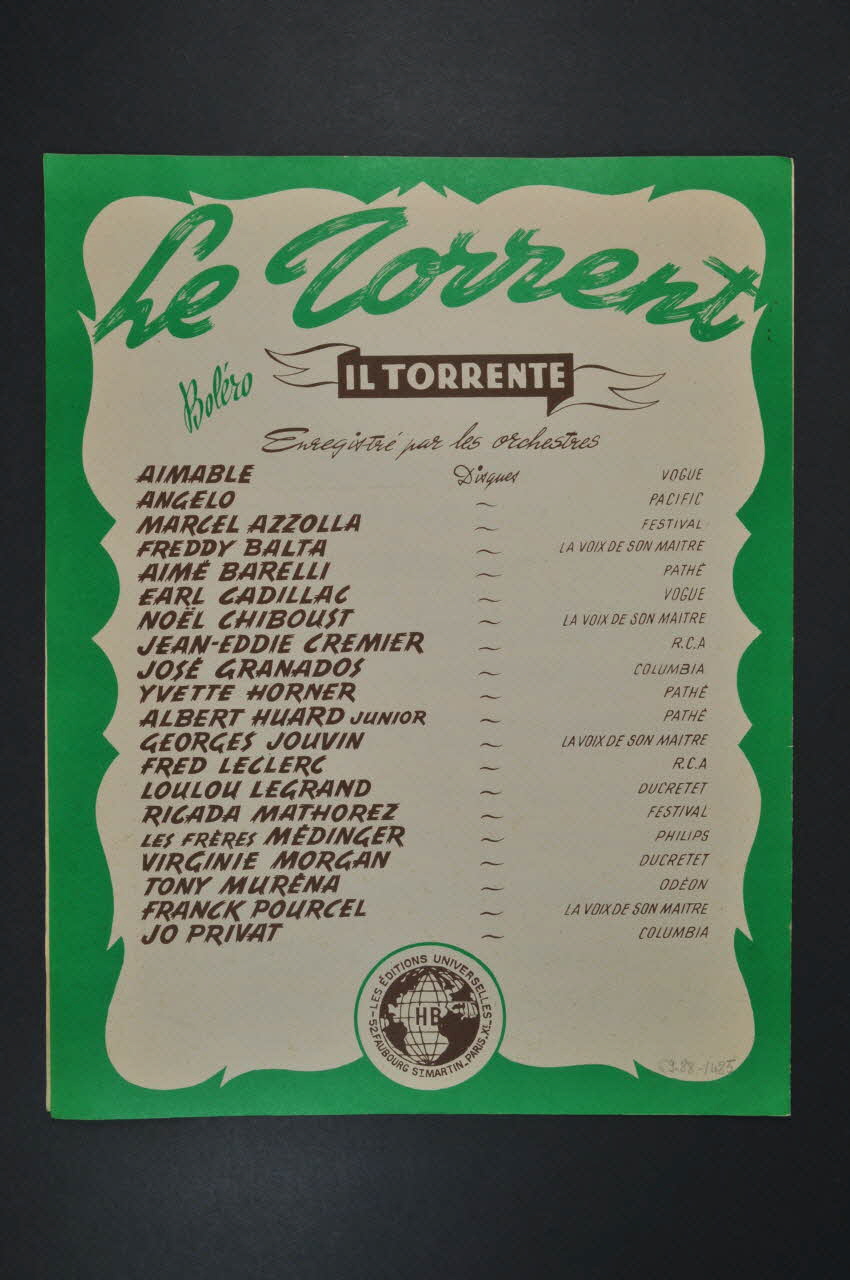 Le Torrent
Boléro
IL TORRENTE
Enregistré par les orchestres
AIMABLE Disques VOGUE
ANGELO ~ PACIFIC
MARCEL AZZOLLA ~ FESTIVAL
FREDDY BALTA ~ LA VOIX DE SON MAITRE
AIMÉ BARELLI ~ PATHÉ
EARL CADILLAC ~ VOGUE
NOËL CHIBOUST ~ LA VOIX DE SON MAITRE
JEAN-EDDIE CREMIER ~ R.C.A
JOSÉ GRANADOS ~ COLUMBIA
YVETTE HORNER ~ PATHÉ
ALBERT HUARD JUNIOR ~ PATHÉ
GEORGES JOUVIN ~ LA VOIX DE SON MAITRE
FRED LECLERC ~ R.C.A
LOULOU LEGRAND ~ DUCRETET
RICADA MATHOREZ ~ FESTIVAL
LES FRÈRES MÉDINGER ~ PHILIPS
VIRGINIE MORGAN ~ DUCRETET
TONY MURÉNA ~ ODÉON
FRANCK POURCEL ~ LA VOIX DE SON MAITRE
JO PRIVAT ~ COLUMBIA
LES ÉDITIONS UNIVERSELLES
HB
52, FAUBOURG ST MARTIN_PARIS.X!_